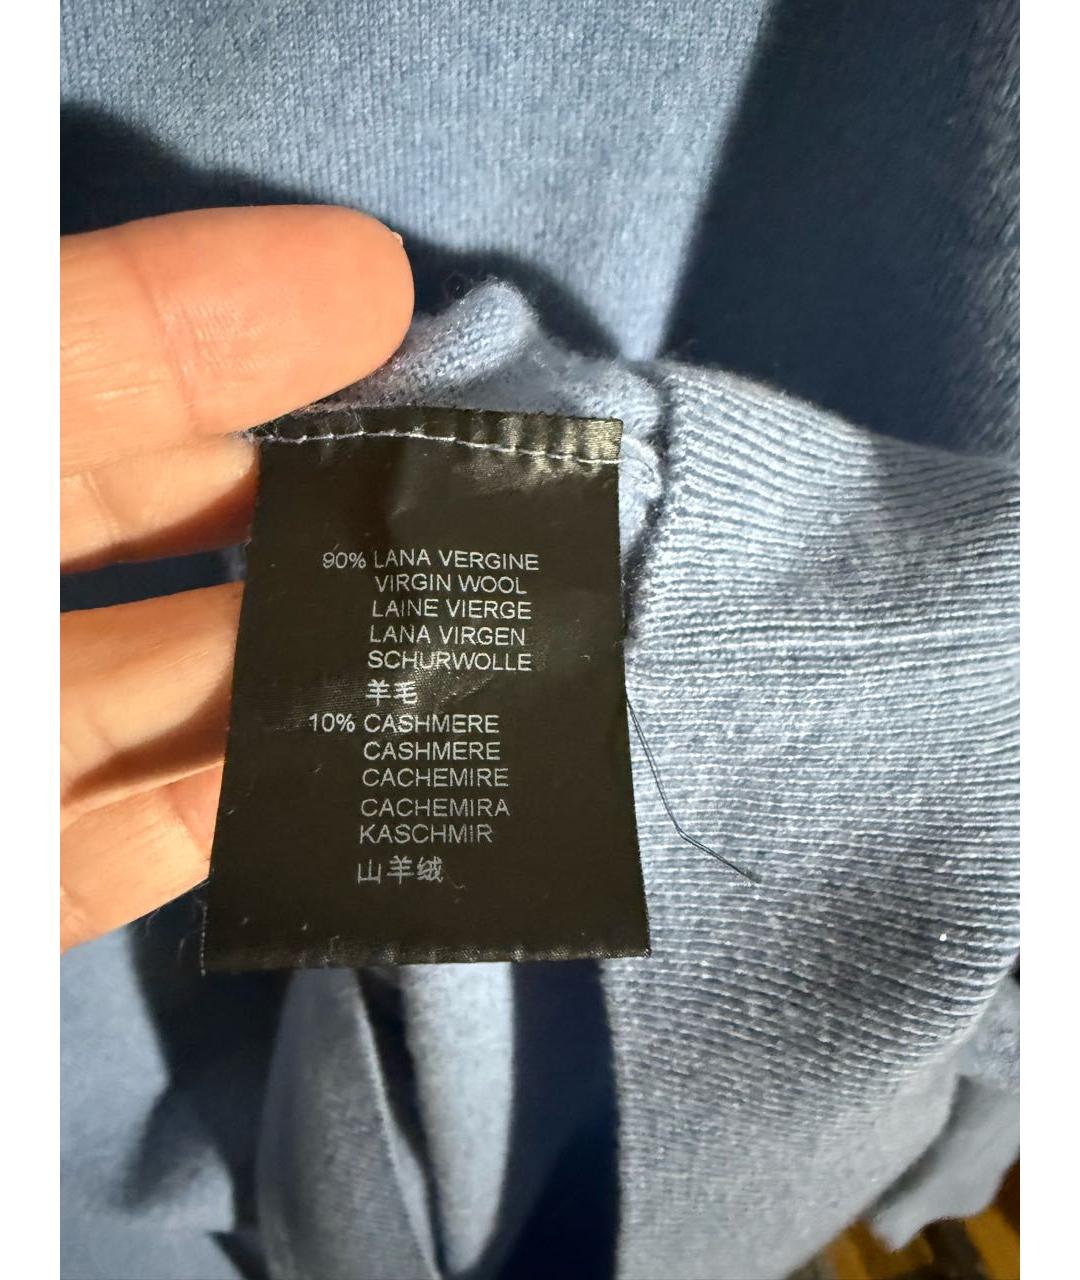 90% LANA VERGINE
VIRGIN WOOL
LAINE VIERGE
LANA VIRGEN
SCHURWOLLE
羊毛
10% CASHMERE
CASHMERE
CACHEMIRE
CACHEMIRA
KASCHMIR
山羊绒